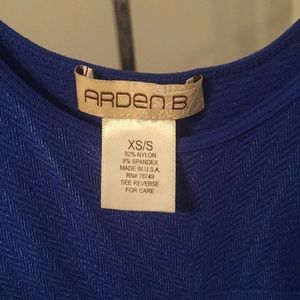 ARDEN B.
XS/S
92% NYLON
8% SPANDEX
MADE IN U.S.A.
RN# 78749
SEE REVERSE
FOR CARE